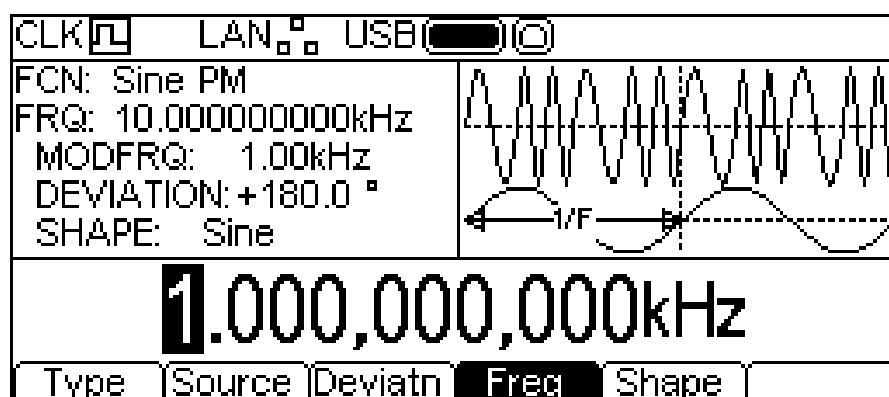 CLK LAN USB
FCN: Sine PM
FRQ: 10.000000000kHz
MODFRQ: 1.00kHz
DEVIATION:+180.0 °
SHAPE: Sine
1/F
1.000,000,000kHz
Type Source Deviatn Freq Shape